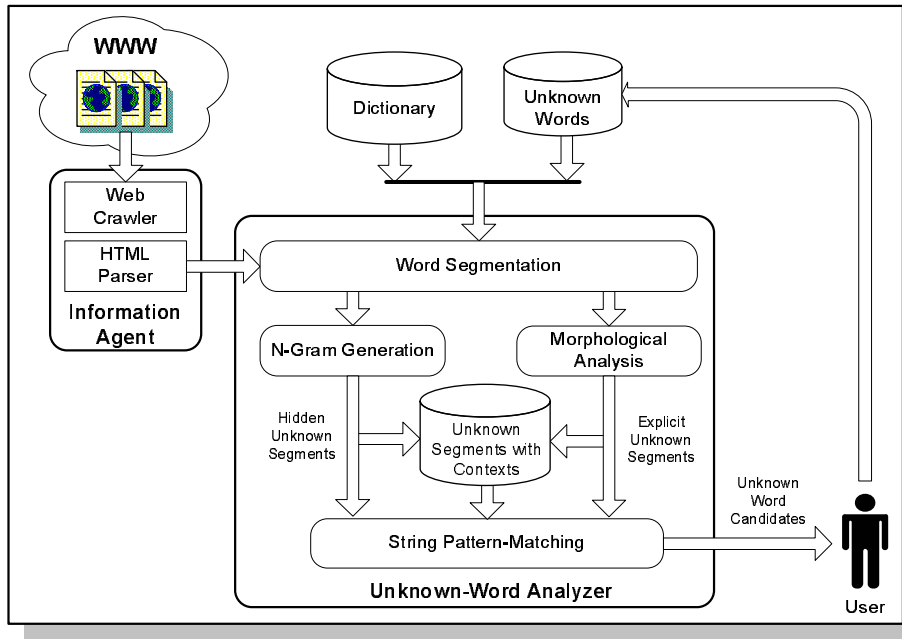 WWW
Dictionary
Unknown
Words
Web
Crawler
HTML
Parser
Information
Agent
Word Segmentation
N-Gram Generation
Morphological
Analysis
Hidden
Unknown
Segments
Unknown
Segments with
Contexts
Explicit
Unknown
Segments
String Pattern-Matching
Unknown-Word Analyzer
Unknown
Word
Candidates
User